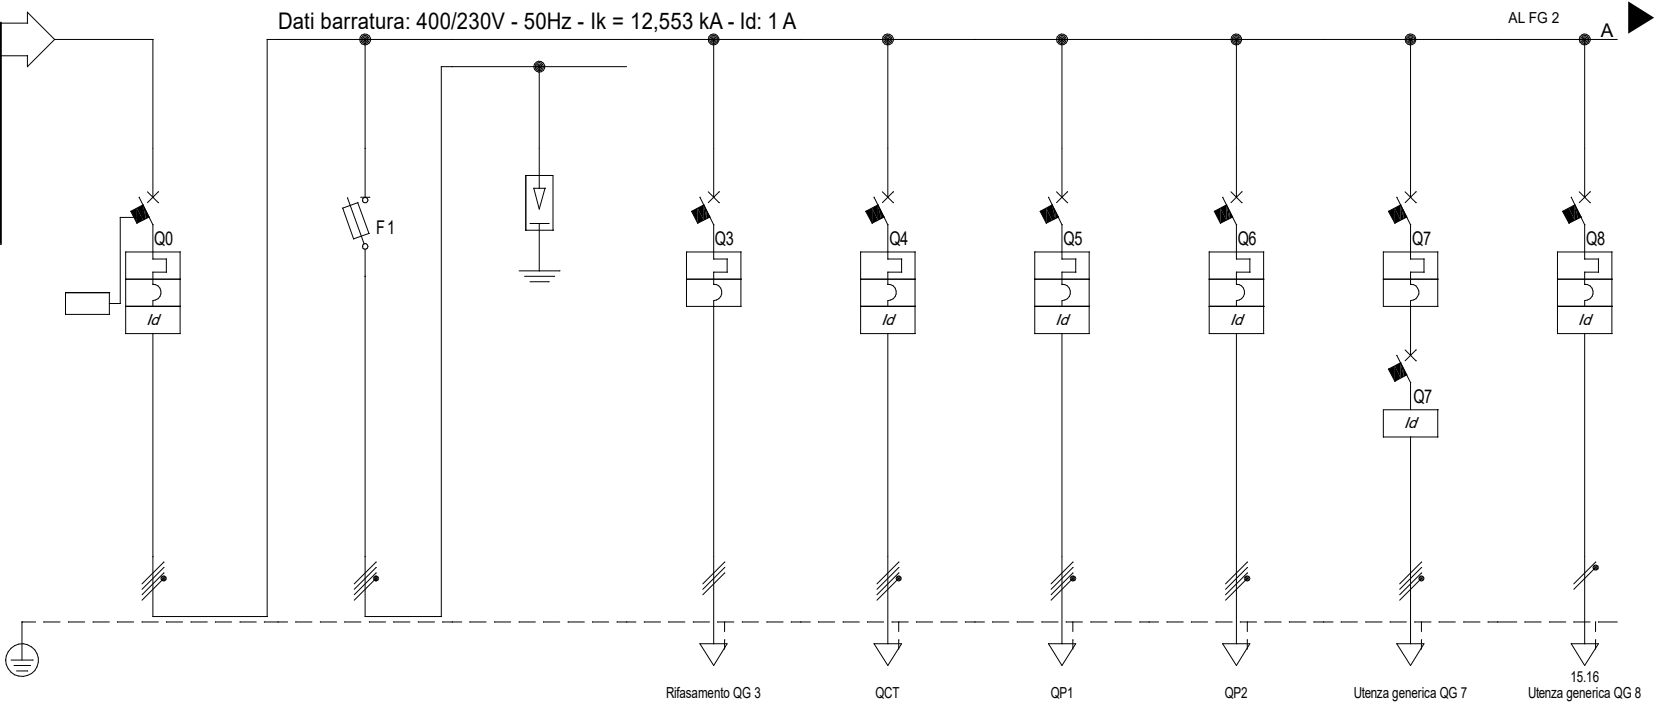 Dati barratura: 400/230V - 50Hz - Ik = 12,553 kA - Id: 1 A
AL FG 2
A
F1
Q0
Q3
Q4
Q5
Q6
Q7
Q8
Id
Id
Id
Id
Id
Q7
Id
15.16
Rifasamento QG 3
QCT
QP1
QP2
Utenza generica QG 7
Utenza generica QG 8